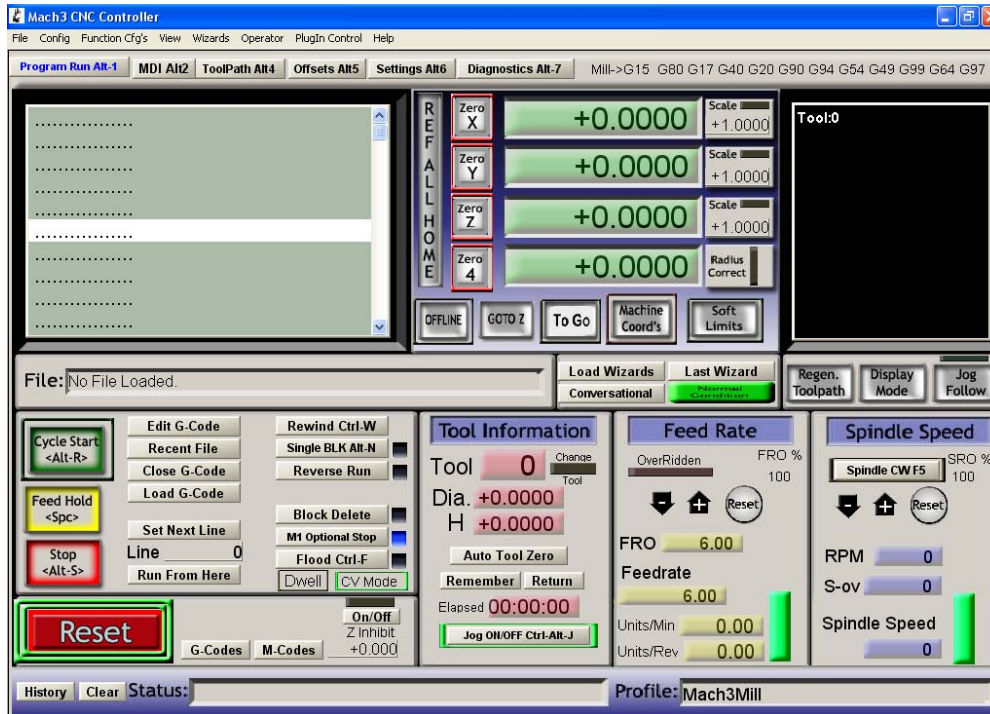 Mach3 CNC Controller
File Config Function Cfg's View Wizards Operator PlugIn Control Help
Program Run Alt-1 MDI Alt2 ToolPath Alt4 Offsets Alt5 Settings Alt6 Diagnostics Alt-7 Mill->G15 G80 G17 G40 G20 G90 G94 G54 G49 G99 G64 G97
REF ALL HOME
Zero X +0.0000 Scale +1.0000
Zero Y +0.0000 Scale +1.0000
Zero Z +0.0000 Scale +1.0000
Zero 4 +0.0000 Radius Correct
OFFLINE GOTO Z To Go Machine Coord's Soft Limits
Tool:0
File: No File Loaded.
Load Wizards Last Wizard
Conversational Normal Condition
Regen. Toolpath Display Mode Jog Follow
Cycle Start <Alt-R>
Feed Hold <Spc>
Stop <Alt-S>
Edit G-Code Rewind Ctrl-W
Recent File Single BLK Alt-N
Close G-Code Reverse Run
Load G-Code
Block Delete
Set Next Line M1 Optional Stop
Line 0 Flood Ctrl-F
Run From Here Dwell CV Mode
Reset
G-Codes M-Codes
On/Off
Z Inhibit
+0.000
Tool Information
Tool 0 Change Tool
Dia. +0.0000
H +0.0000
Auto Tool Zero
Remember Return
Elapsed 00:00:00
Jog ON/OFF Ctrl-Alt-J
Feed Rate
OverRidden FRO %
100
Reset
FRO 6.00
Feedrate
6.00
Units/Min 0.00
Units/Rev 0.00
Spindle Speed
Spindle CW F5 SRO %
100
Reset
RPM 0
S-ov 0
Spindle Speed
0
History Clear Status: Profile: Mach3Mill